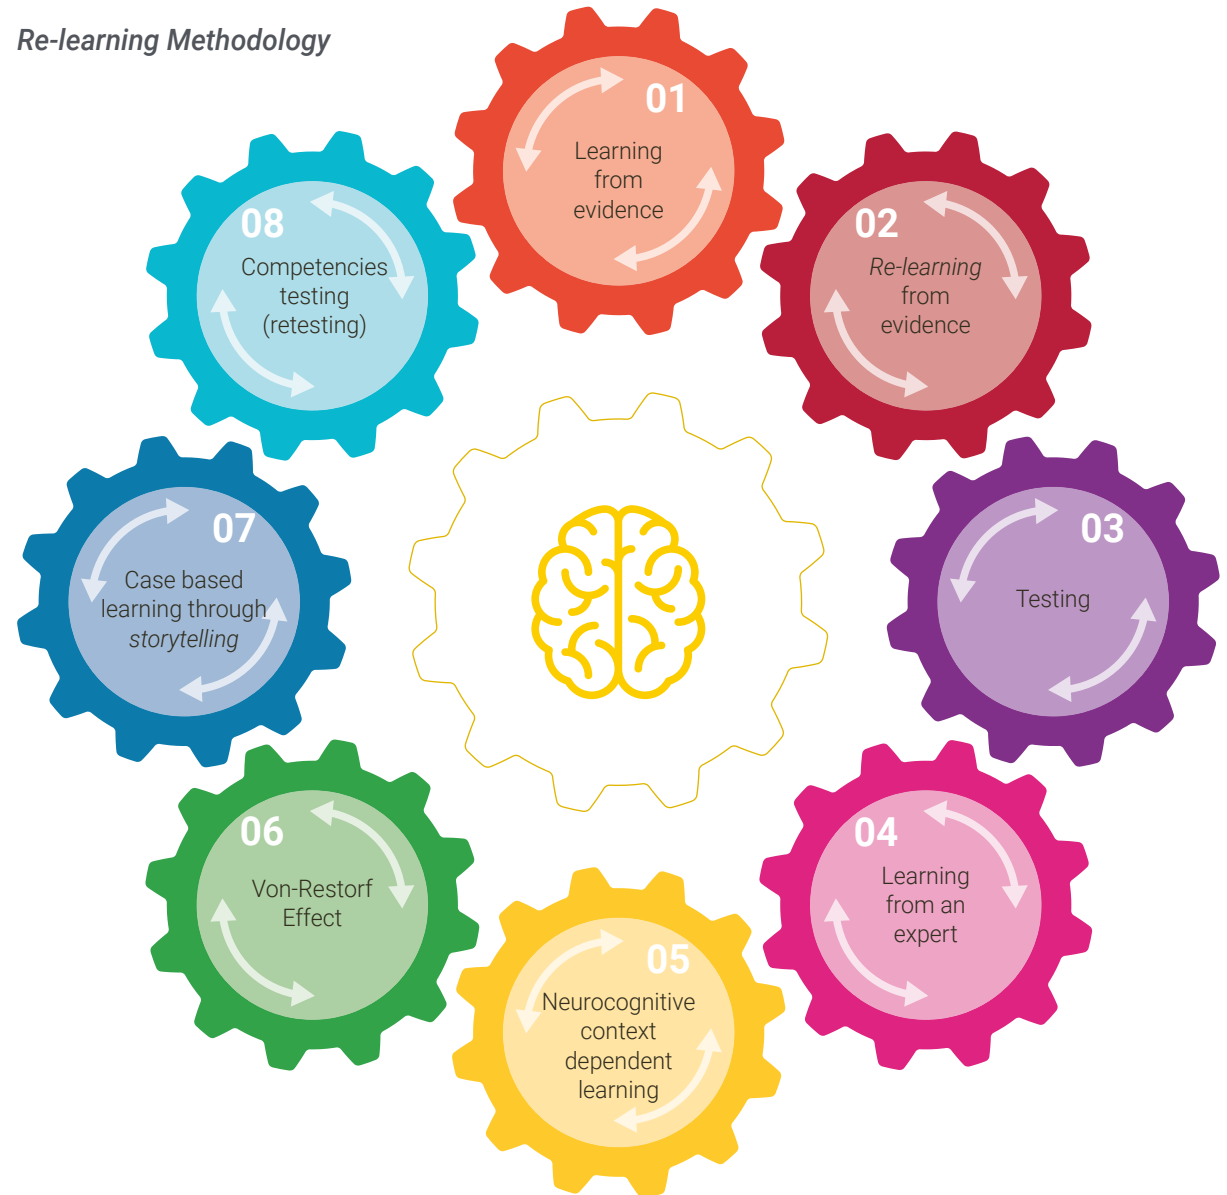 Re-learning Methodology
01
Learning
from
evidence
02
Re-learning
from
evidence
03
Testing
04
Learning
from an
expert
05
Neurocognitive
context
dependent
learning
06
Von-Restorf
Effect
07
Case based
learning through
storytelling
08
Competencies
testing
(retesting)